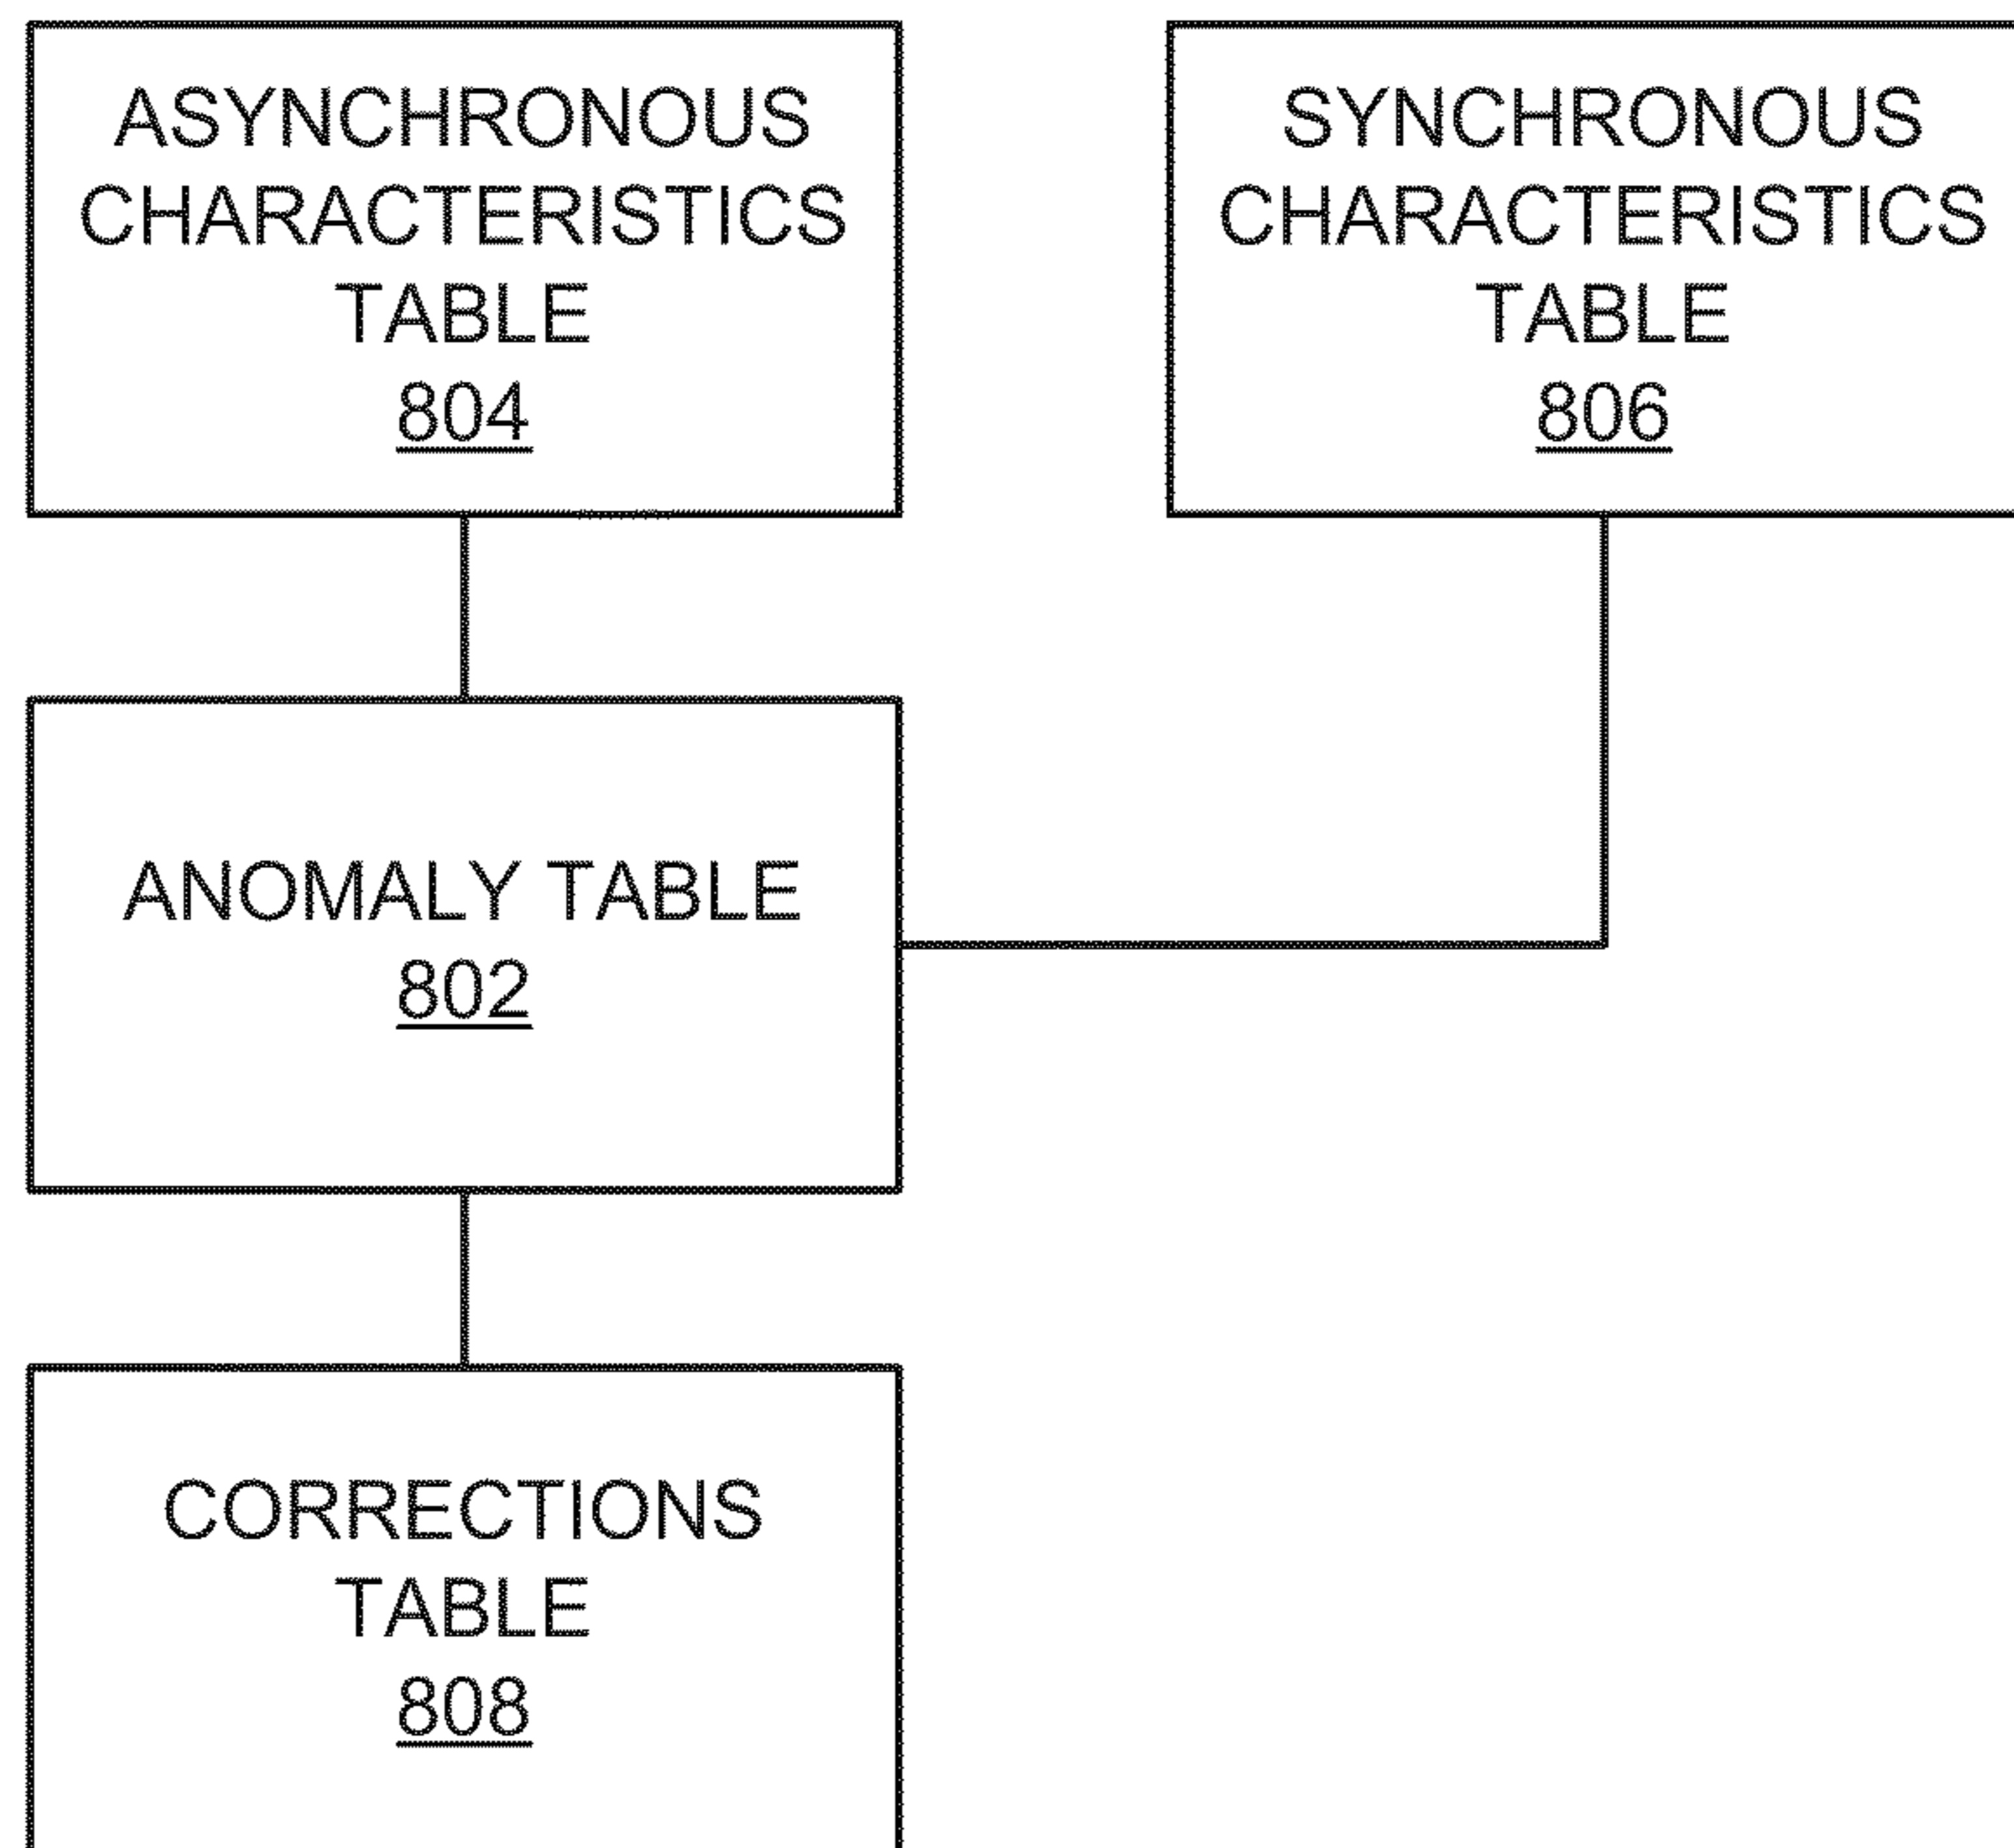 ASYNCHRONOUS
CHARACTERISTICS
TABLE
804
SYNCHRONOUS
CHARACTERISTICS
TABLE
806
ANOMALY TABLE
802
CORRECTIONS
TABLE
808